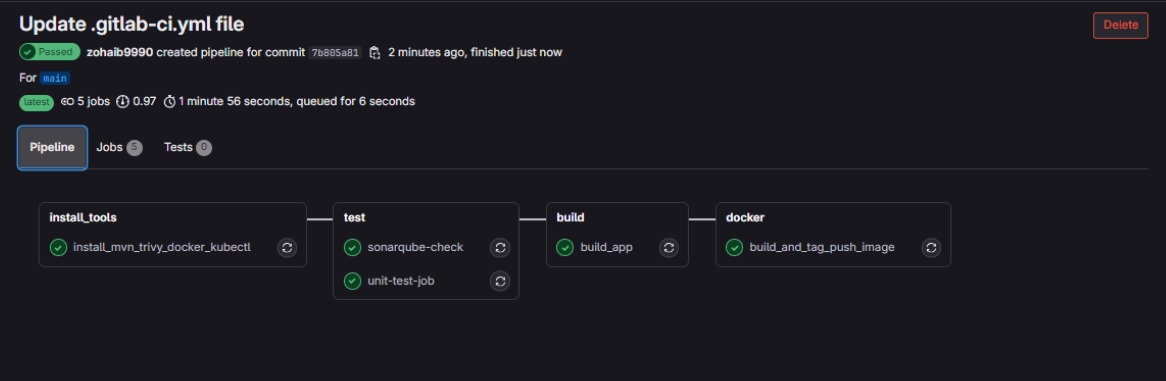 Update .gitlab-ci.yml file
Delete
Passed zohaib9990 created pipeline for commit 7b805a81 2 minutes ago, finished just now
For main
latest 5 jobs 0.97 1 minute 56 seconds, queued for 6 seconds
Pipeline Jobs 5 Tests 0
install_tools test build docker
install_mvn_trivy_docker_kubectl sonarqube-check build_app build_and_tag_push_image
unit-test-job